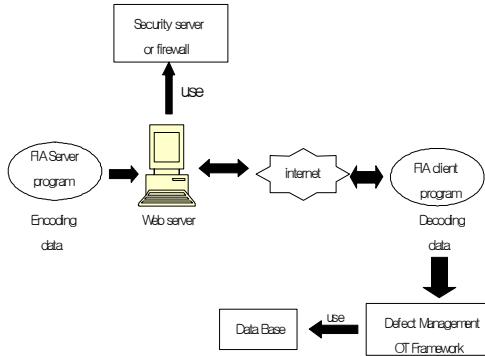 Security server
or firewall
use
FIA Server
program
Encoding
data
Web server
internet
FIA client
program
Decoding
data
use
Data Base
Defect Management
OT Framework